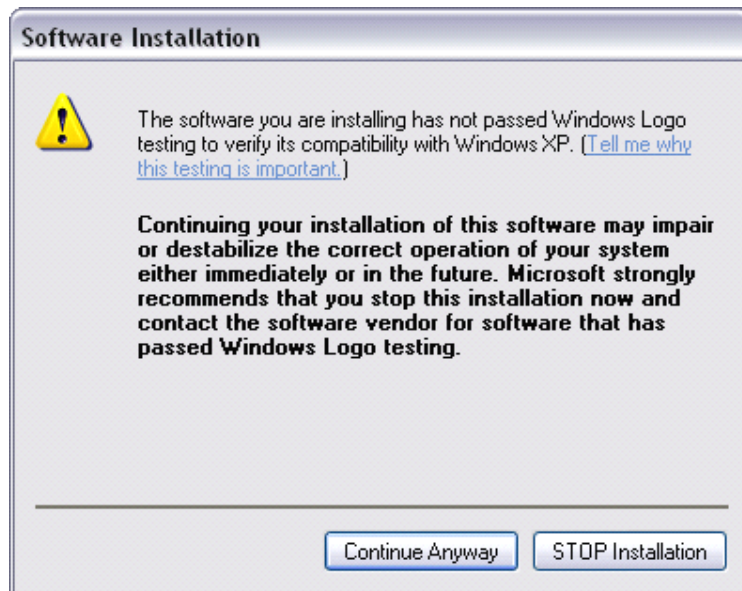 Software Installation
The software you are installing has not passed Windows Logo
testing to verify its compatibility with Windows XP. (Tell me why
this testing is important.)
Continuing your installation of this software may impair
or destabilize the correct operation of your system
either immediately or in the future. Microsoft strongly
recommends that you stop this installation now and
contact the software vendor for software that has
passed Windows Logo testing.
Continue Anyway
STOP Installation